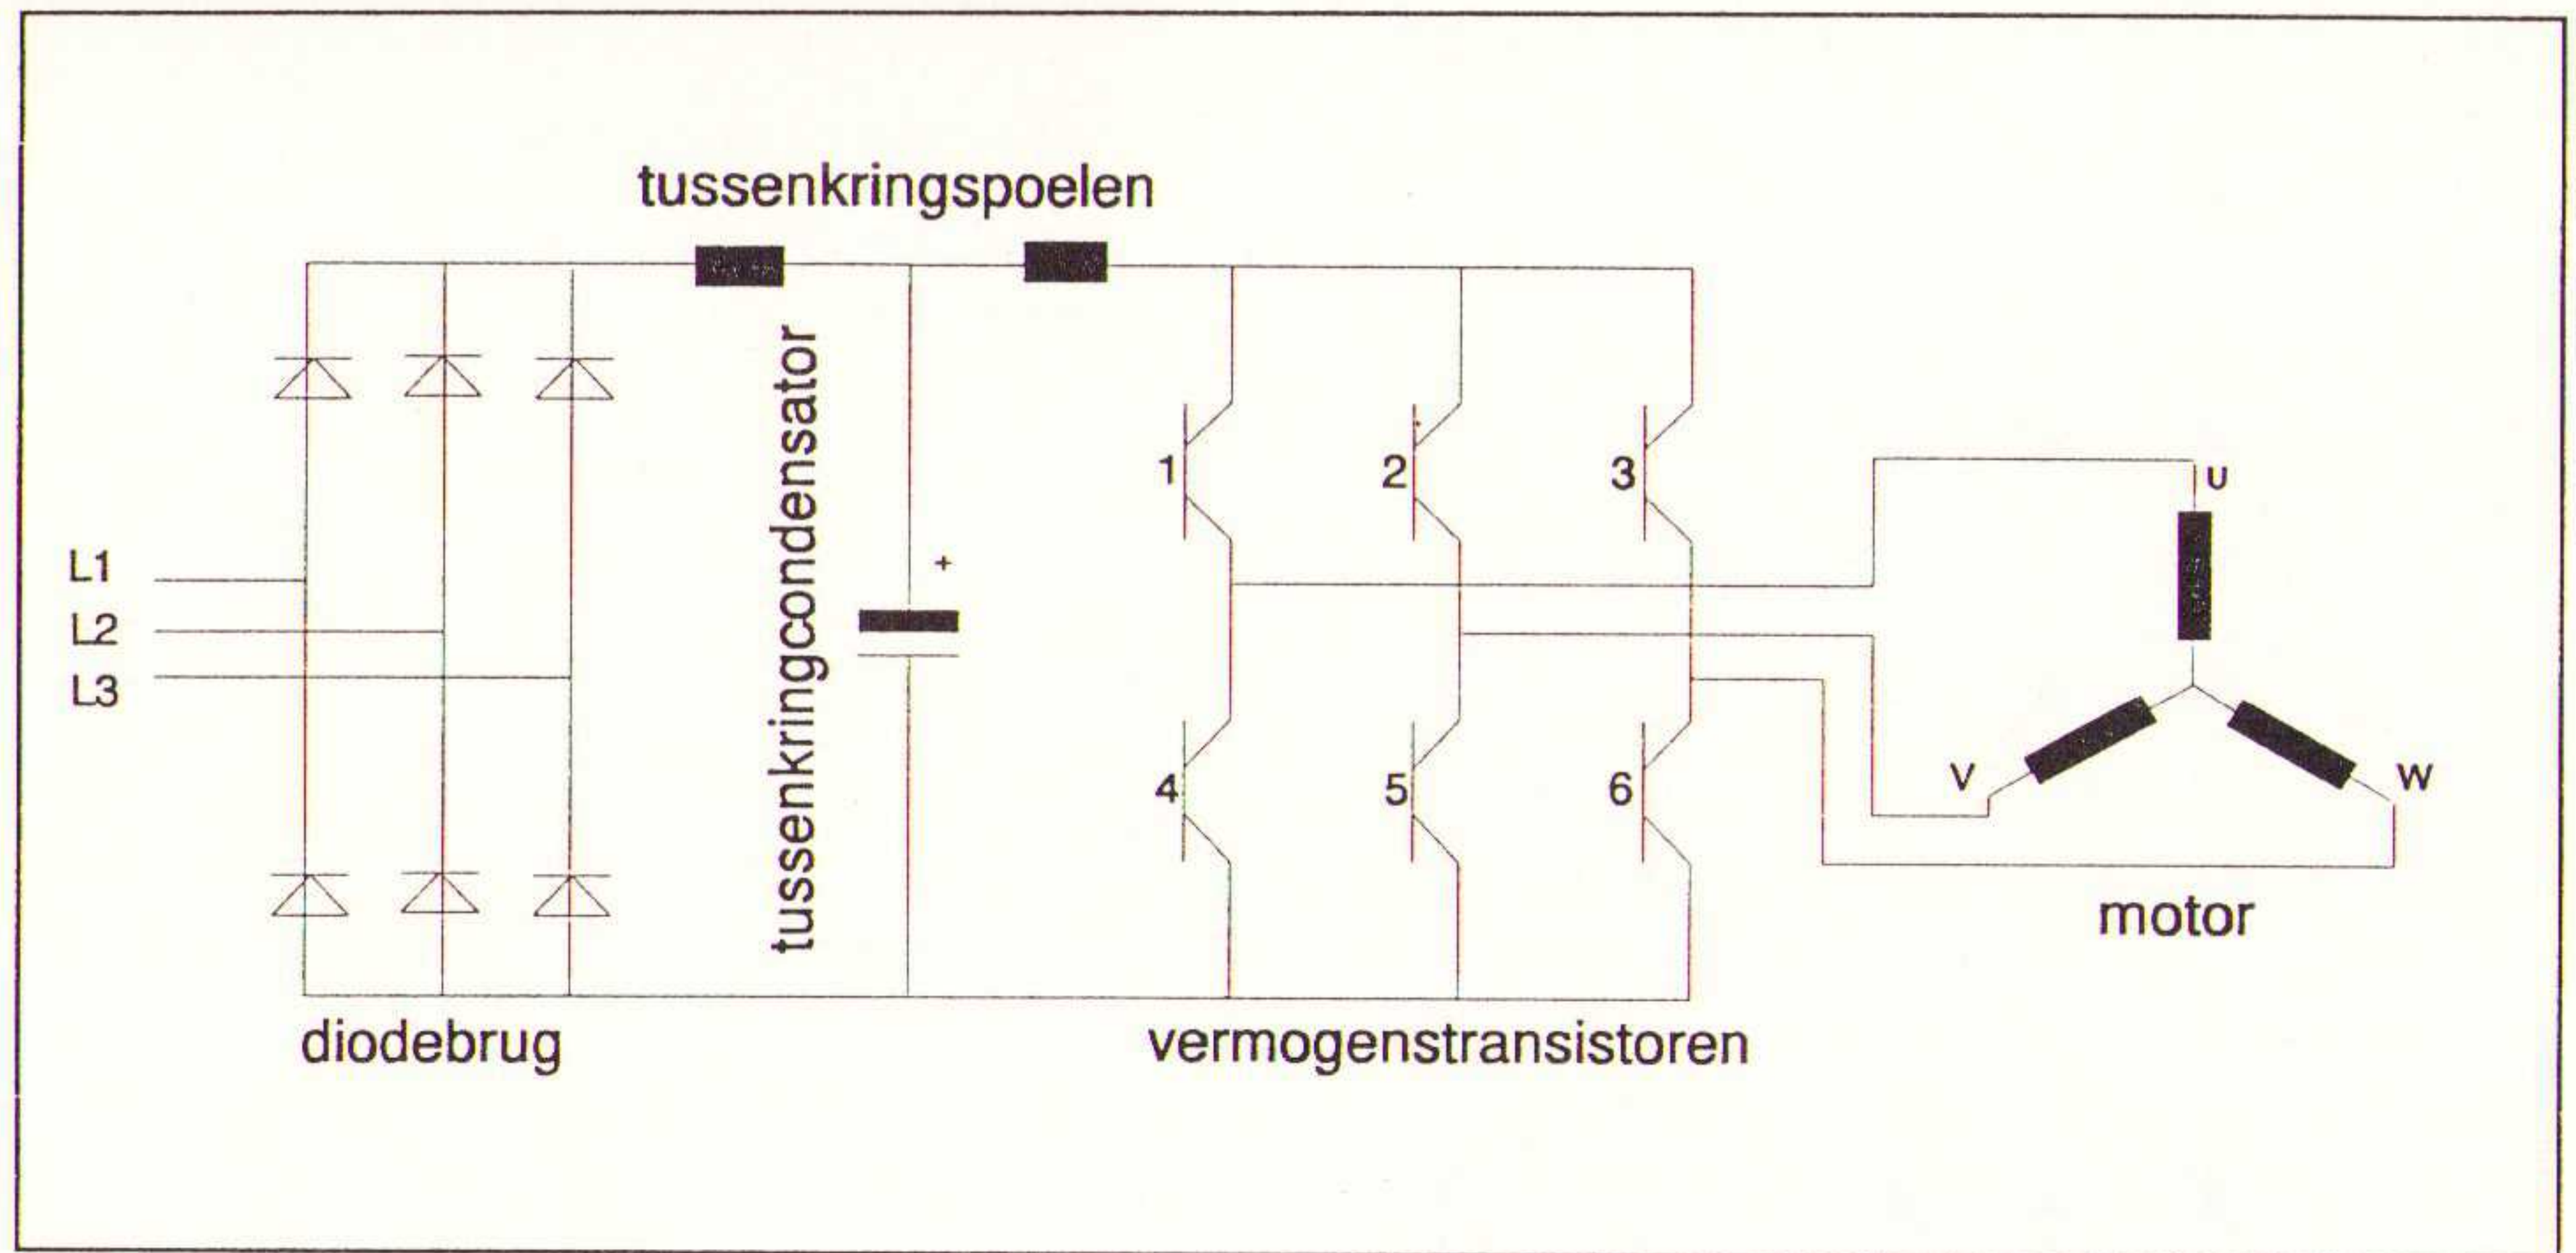 tussenkringspoelen
tussenkringcondensator
+
L1
L2
L3
1
2
3
4
5
6
U
V
W
motor
diodebrug
vermogenstransistoren